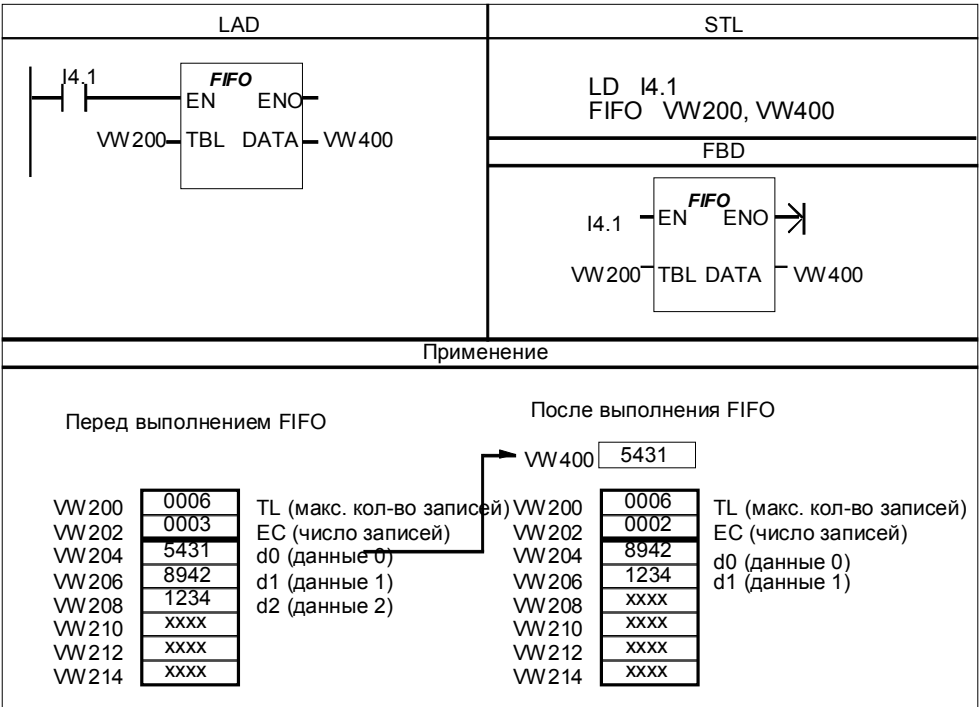 LAD
I4.1
FIFO
EN ENO
VW200 TBL DATA VW400
STL
LD I4.1
FIFO VW200, VW400
FBD
FIFO
I4.1 EN ENO
VW200 TBL DATA VW400
Применение
Перед выполнением FIFO
VW200 0006 TL (макс. кол-во записей)
VW202 0003 EC (число записей)
VW204 5431 d0 (данные 0)
VW206 8942 d1 (данные 1)
VW208 1234 d2 (данные 2)
VW210 xxxx
VW212 xxxx
VW214 xxxx
После выполнения FIFO
VW400 5431
VW200 0006 TL (макс. кол-во записей)
VW202 0002 EC (число записей)
VW204 8942 d0 (данные 0)
VW206 1234 d1 (данные 1)
VW208 xxxx
VW210 xxxx
VW212 xxxx
VW214 xxxx